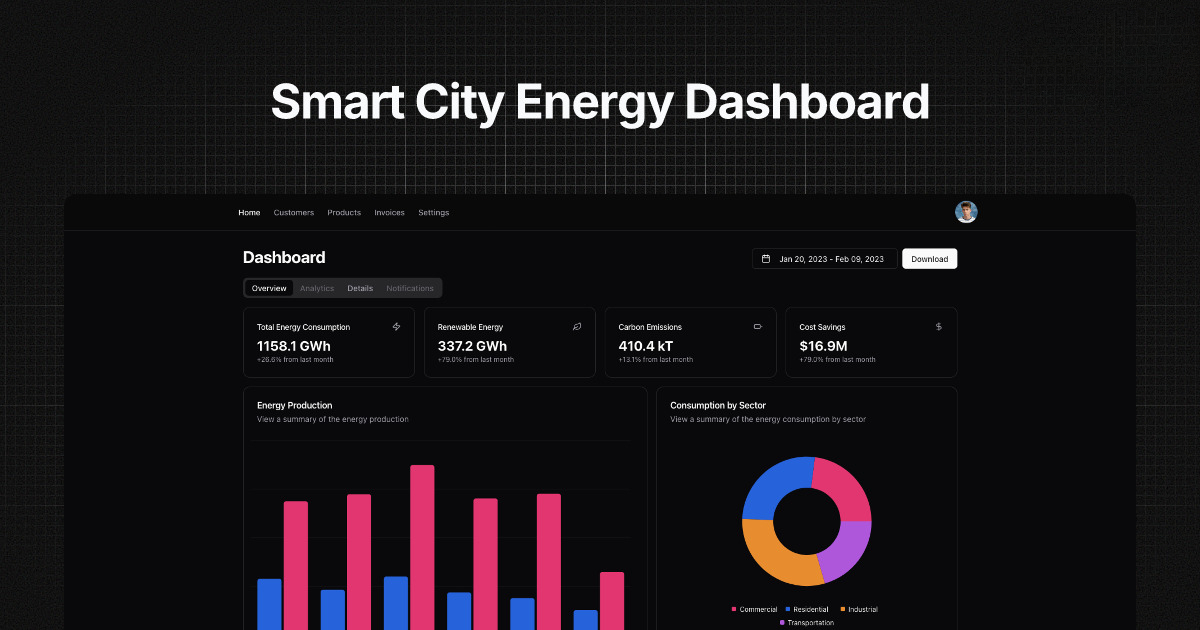 Smart City Energy Dashboard
Home Customers Products Invoices Settings
Dashboard
Jan 20, 2023 - Feb 09, 2023 Download
Overview Analytics Details Notifications
Total Energy Consumption
1158.1 GWh
+26.6% from last month
Renewable Energy
337.2 GWh
+79.0% from last month
Carbon Emissions
410.4 kT
+13.1% from last month
Cost Savings
$16.9M
+79.0% from last month
Energy Production
View a summary of the energy production
Consumption by Sector
View a summary of the energy consumption by sector
Commercial Residential Industrial
Transportation